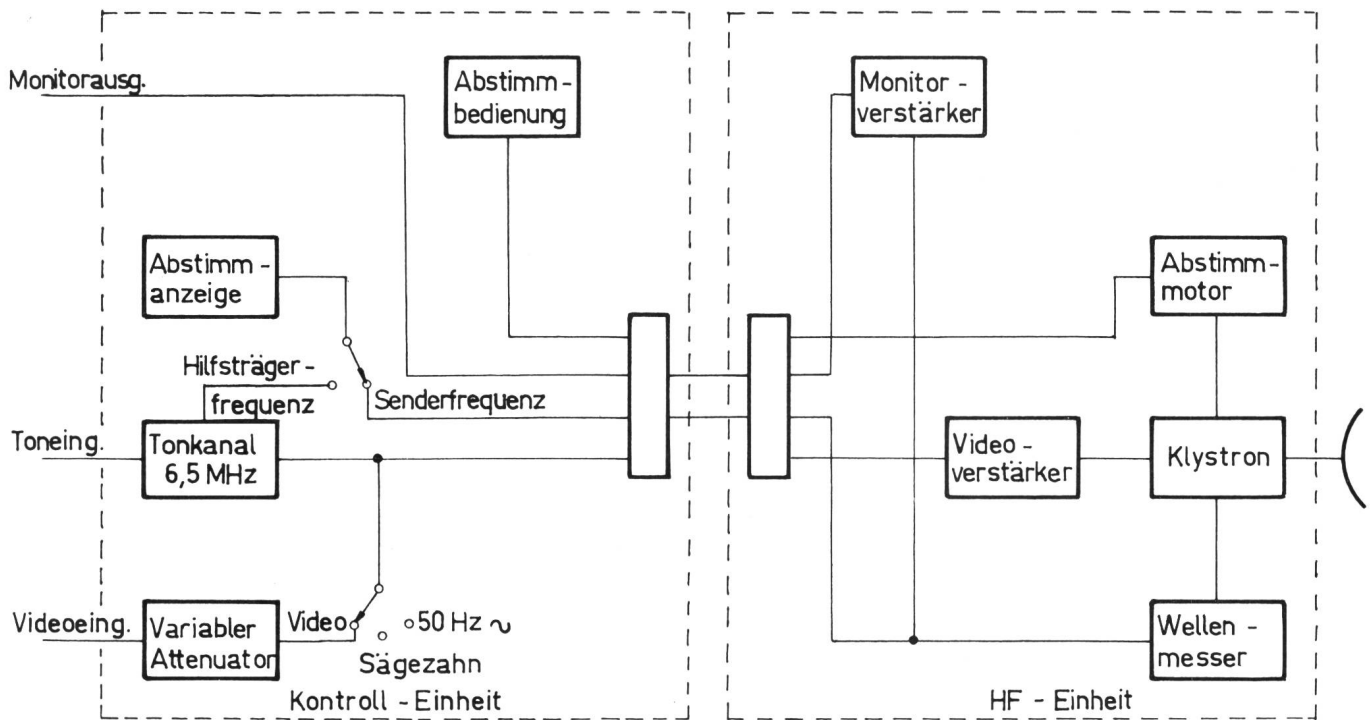 Monitorausg.
Abstimm-
bedienung
Monitor-
verstärker
Abstimm-
anzeige
Abstimm-
motor
Hilfsträger-
frequenz
Senderfrequenz
Toneing.
Tonkanal
6,5 MHz
Video-
verstärker
Klystron
Videoeing.
Variabler
Attenuator
Video
50 Hz ~
Sägezahn
Wellen-
messer
Kontroll-Einheit
HF-Einheit